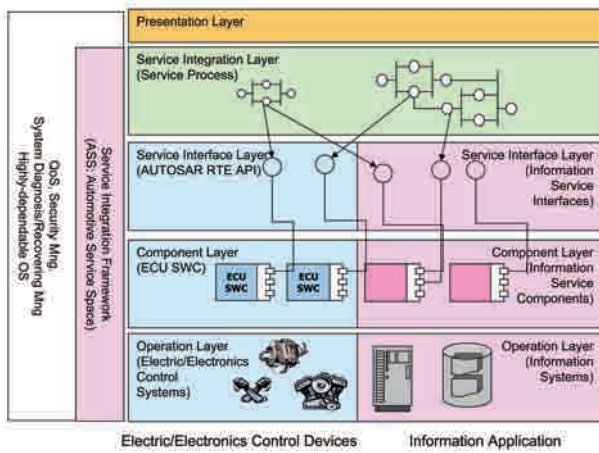 Presentation Layer
Service Integration Layer
(Service Process)
Service Interface Layer
(AUTOSAR RTE API)
Service Interface Layer
(Information
Service
Interfaces)
Component Layer
(ECU SWC)
ECU
SWC
ECU
SWC
Component Layer
(Information
Service
Components)
Operation Layer
(Electric/Electronics
Control
Systems)
Operation Layer
(Information
Systems)
QoS, Security Mng.
System Diagnosis/Recovering Mng
Highly-dependable OS
Service Integration Framework
(ASS: Automotive Service Space)
Electric/Electronics Control Devices
Information Application